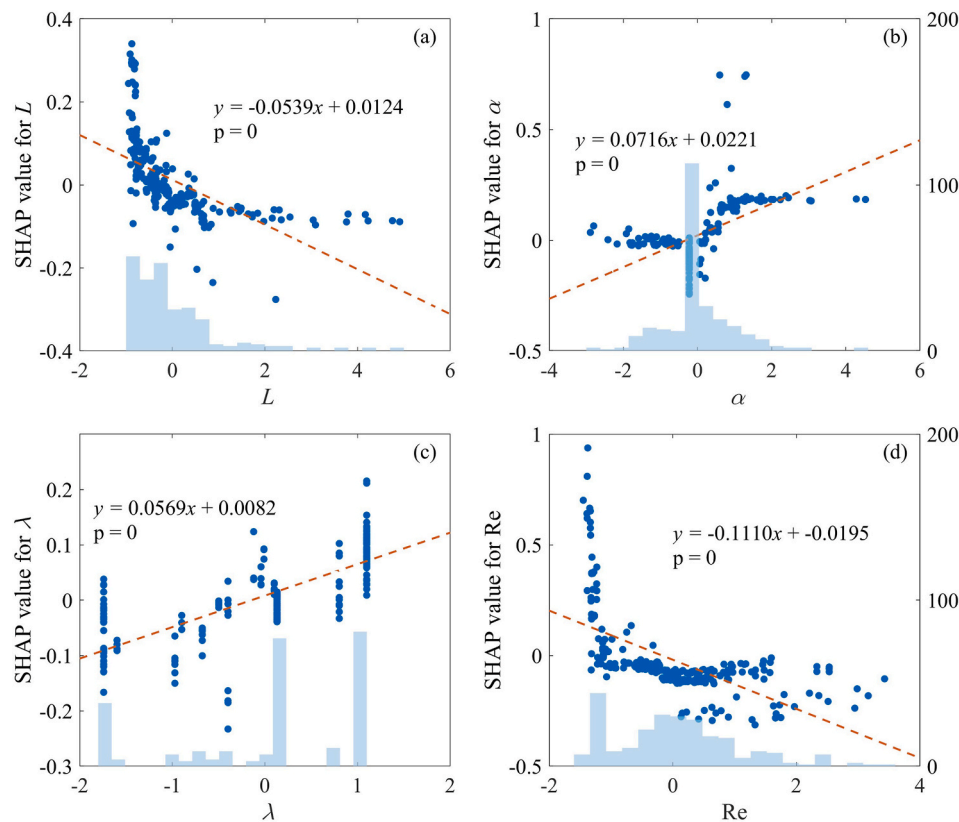 (a)
0.4
0.2
0
-0.2
-0.4
SHAP value for L
y = -0.0539x + 0.0124
p = 0
-2
0
2
4
6
L
(b)
1
0.5
0
-0.5
SHAP value for α
y = 0.0716x + 0.0221
p = 0
200
100
0
-4
-2
0
2
4
6
α
(c)
0.3
0.2
0.1
0
-0.1
-0.2
-0.3
SHAP value for λ
y = 0.0569x + 0.0082
p = 0
-2
-1
0
1
2
λ
(d)
1
0.5
0
-0.5
SHAP value for Re
y = -0.1110x + -0.0195
p = 0
200
100
0
-2
0
2
4
Re